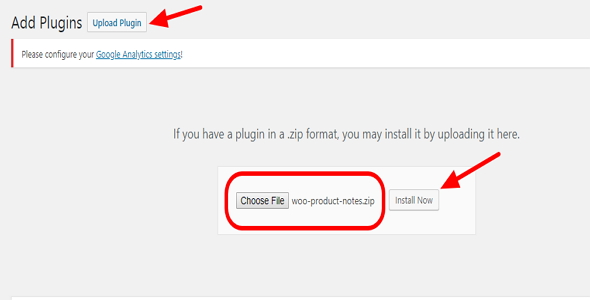 Add Plugins Upload Plugin
Please configure your Google Analytics settings!
If you have a plugin in a .zip format, you may install it by uploading it here.
Choose File woo-product-notes.zip Install Now